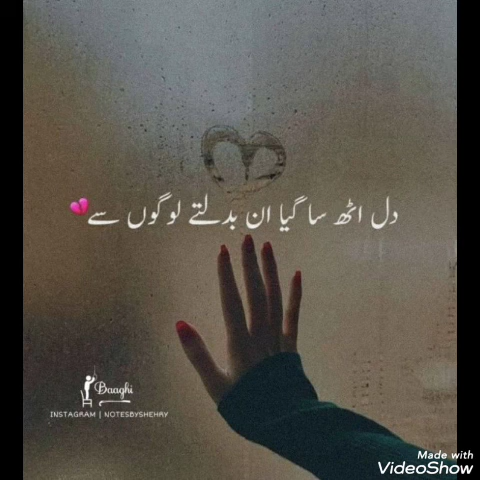 دل اٹھ سا گیا ان بدلتے لوگوں سے💔
Baaghi
INSTAGRAM | NOTESBYSHEHRY
Made with
VideoShow